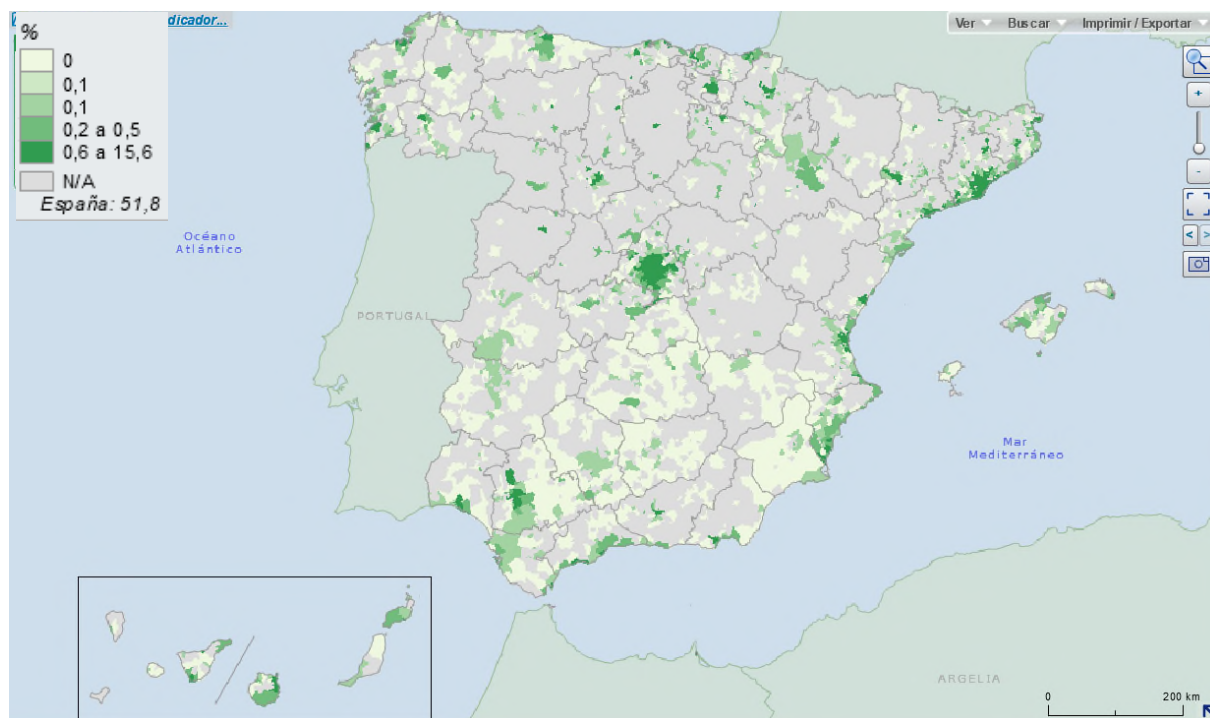 dicador...
Ver Buscar Imprimir / Exportar
%
0
0,1
0,1
0,2 a 0,5
0,6 a 15,6
N/A
España: 51,8
+
-
< >
Océano
Atlántico
PORTUGAL
Mar
Mediterráneo
ARGELIA
0 200 km